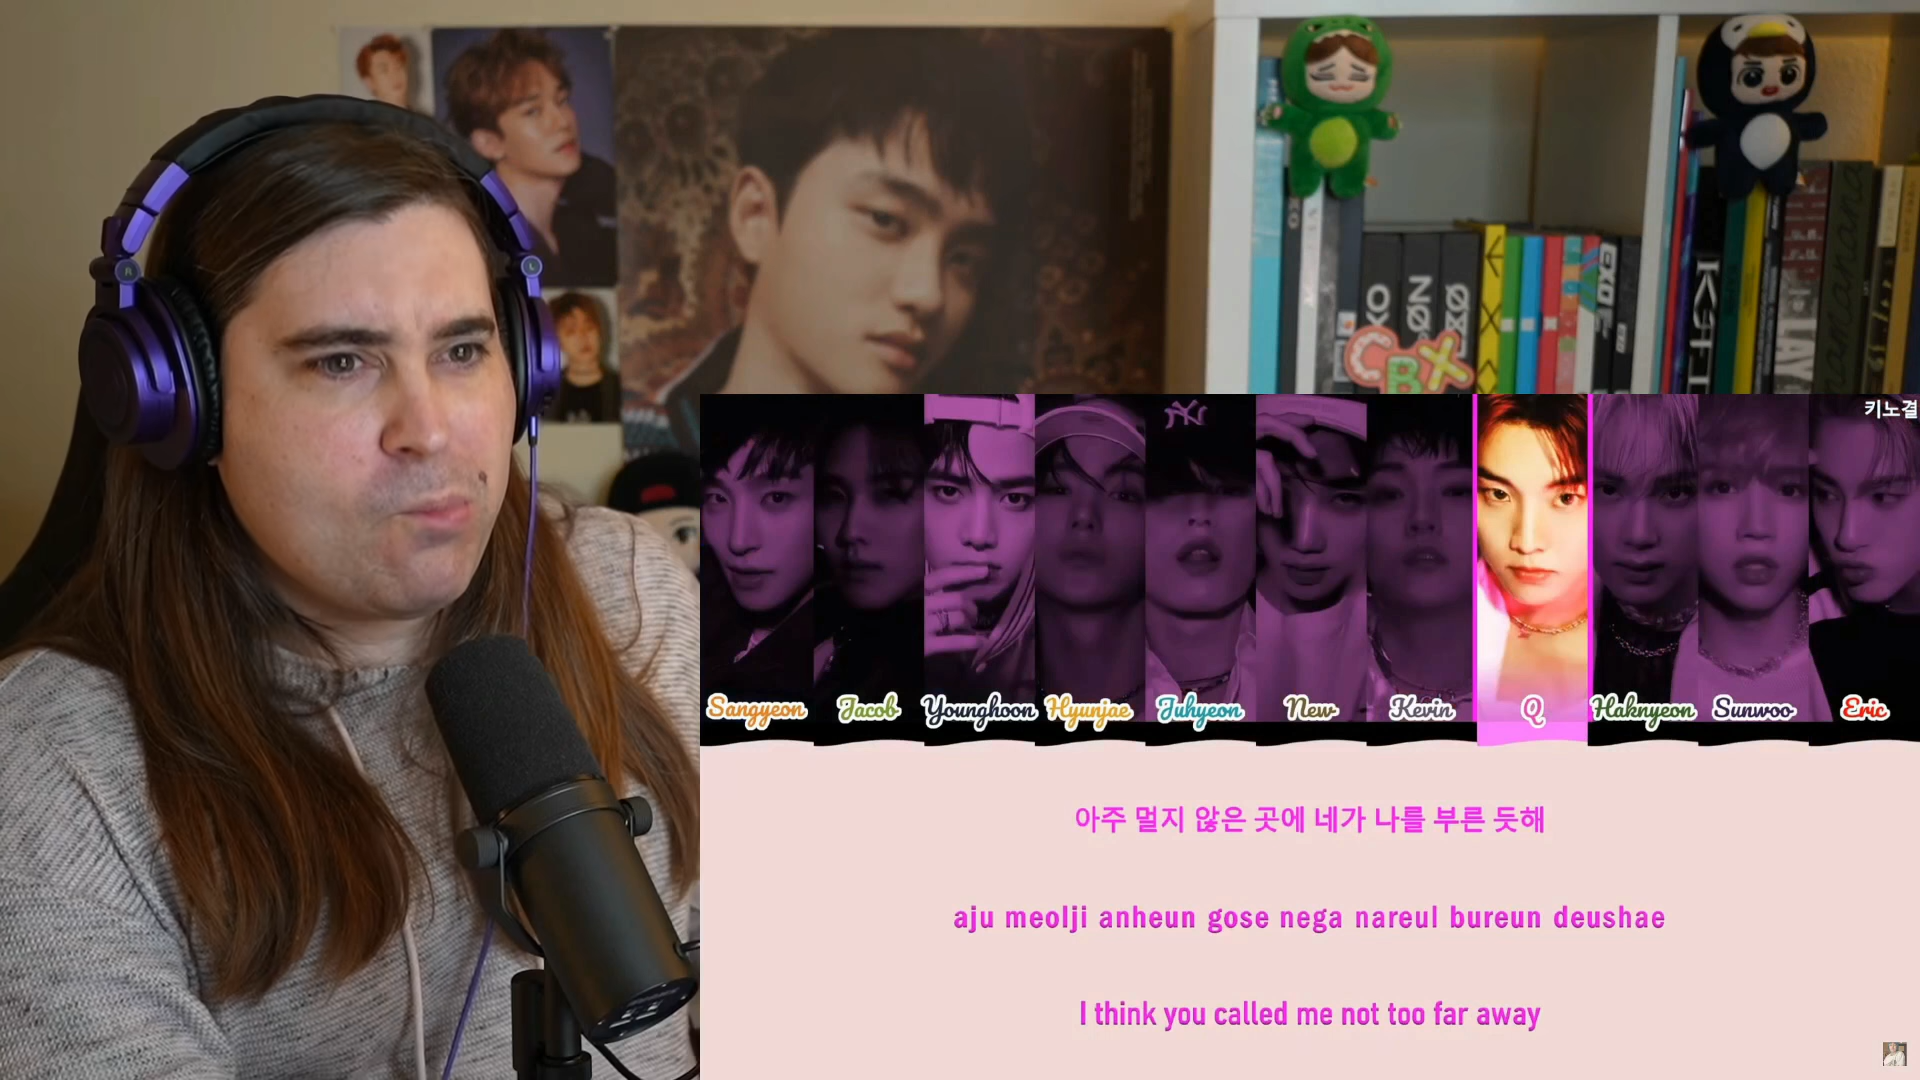 EXO
CBX
키노결
Sangyeon
Jacob
Younghoon
Hyunjae
Juhyeon
New
Kevin
Q
Haknyeon
Sunwoo
Eric
아주 멀지 않은 곳에 네가 나를 부른 듯해
aju meolji anheun gose nega nareul bureun deushae
I think you called me not too far away